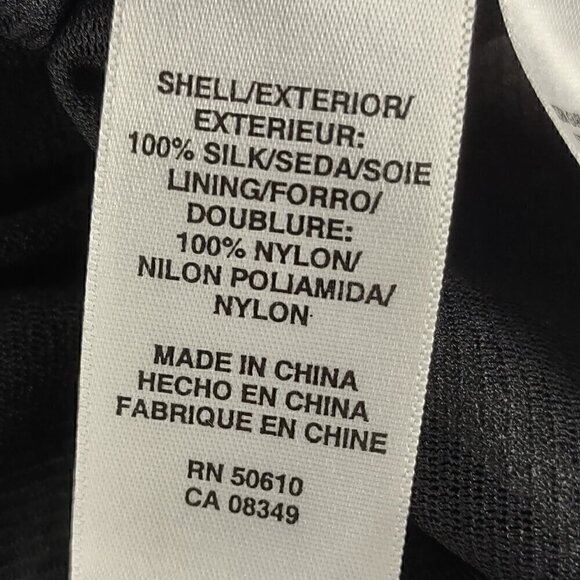 SHELL/EXTERIOR/
EXTERIEUR:
100% SILK/SEDA/SOIE
LINING/FORRO/
DOUBLURE:
100% NYLON/
NILON POLIAMIDA/
NYLON
MADE IN CHINA
HECHO EN CHINA
FABRIQUE EN CHINE
RN 50610
CA 08349